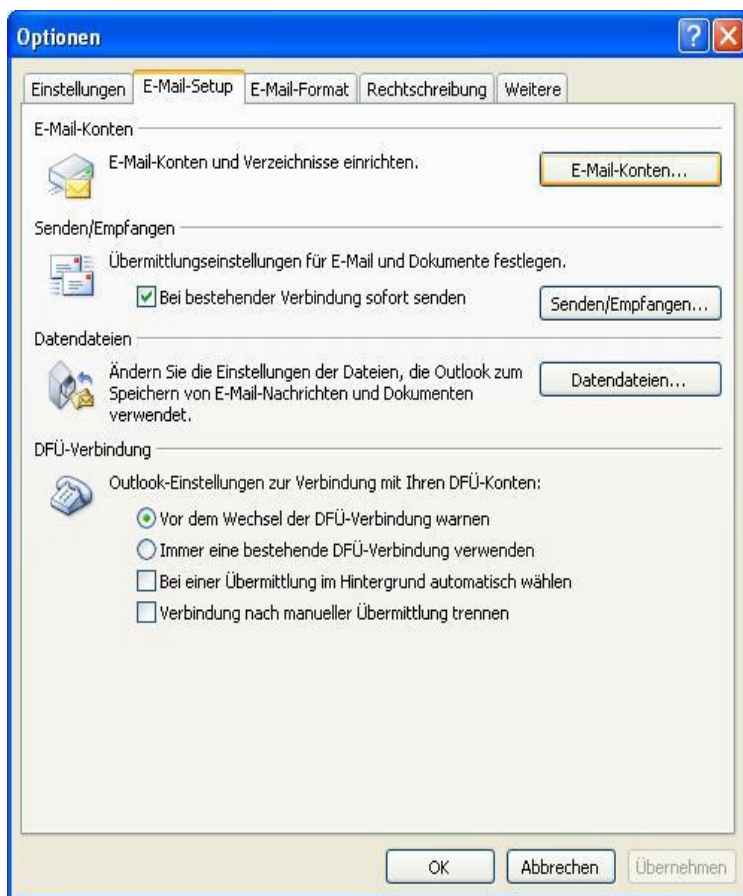 Optionen
Einstellungen E-Mail-Setup E-Mail-Format Rechtschreibung Weitere
E-Mail-Konten
E-Mail-Konten und Verzeichnisse einrichten.
E-Mail-Konten...
Senden/Empfangen
Übermittlungseinstellungen für E-Mail und Dokumente festlegen.
Bei bestehender Verbindung sofort senden
Senden/Empfangen...
Datendateien
Ändern Sie die Einstellungen der Dateien, die Outlook zum
Speichern von E-Mail-Nachrichten und Dokumenten
verwendet.
Datendateien...
DFÜ-Verbindung
Outlook-Einstellungen zur Verbindung mit Ihren DFÜ-Konten:
Vor dem Wechsel der DFÜ-Verbindung warnen
Immer eine bestehende DFÜ-Verbindung verwenden
Bei einer Übermittlung im Hintergrund automatisch wählen
Verbindung nach manueller Übermittlung trennen
OK Abbrechen Übernehmen